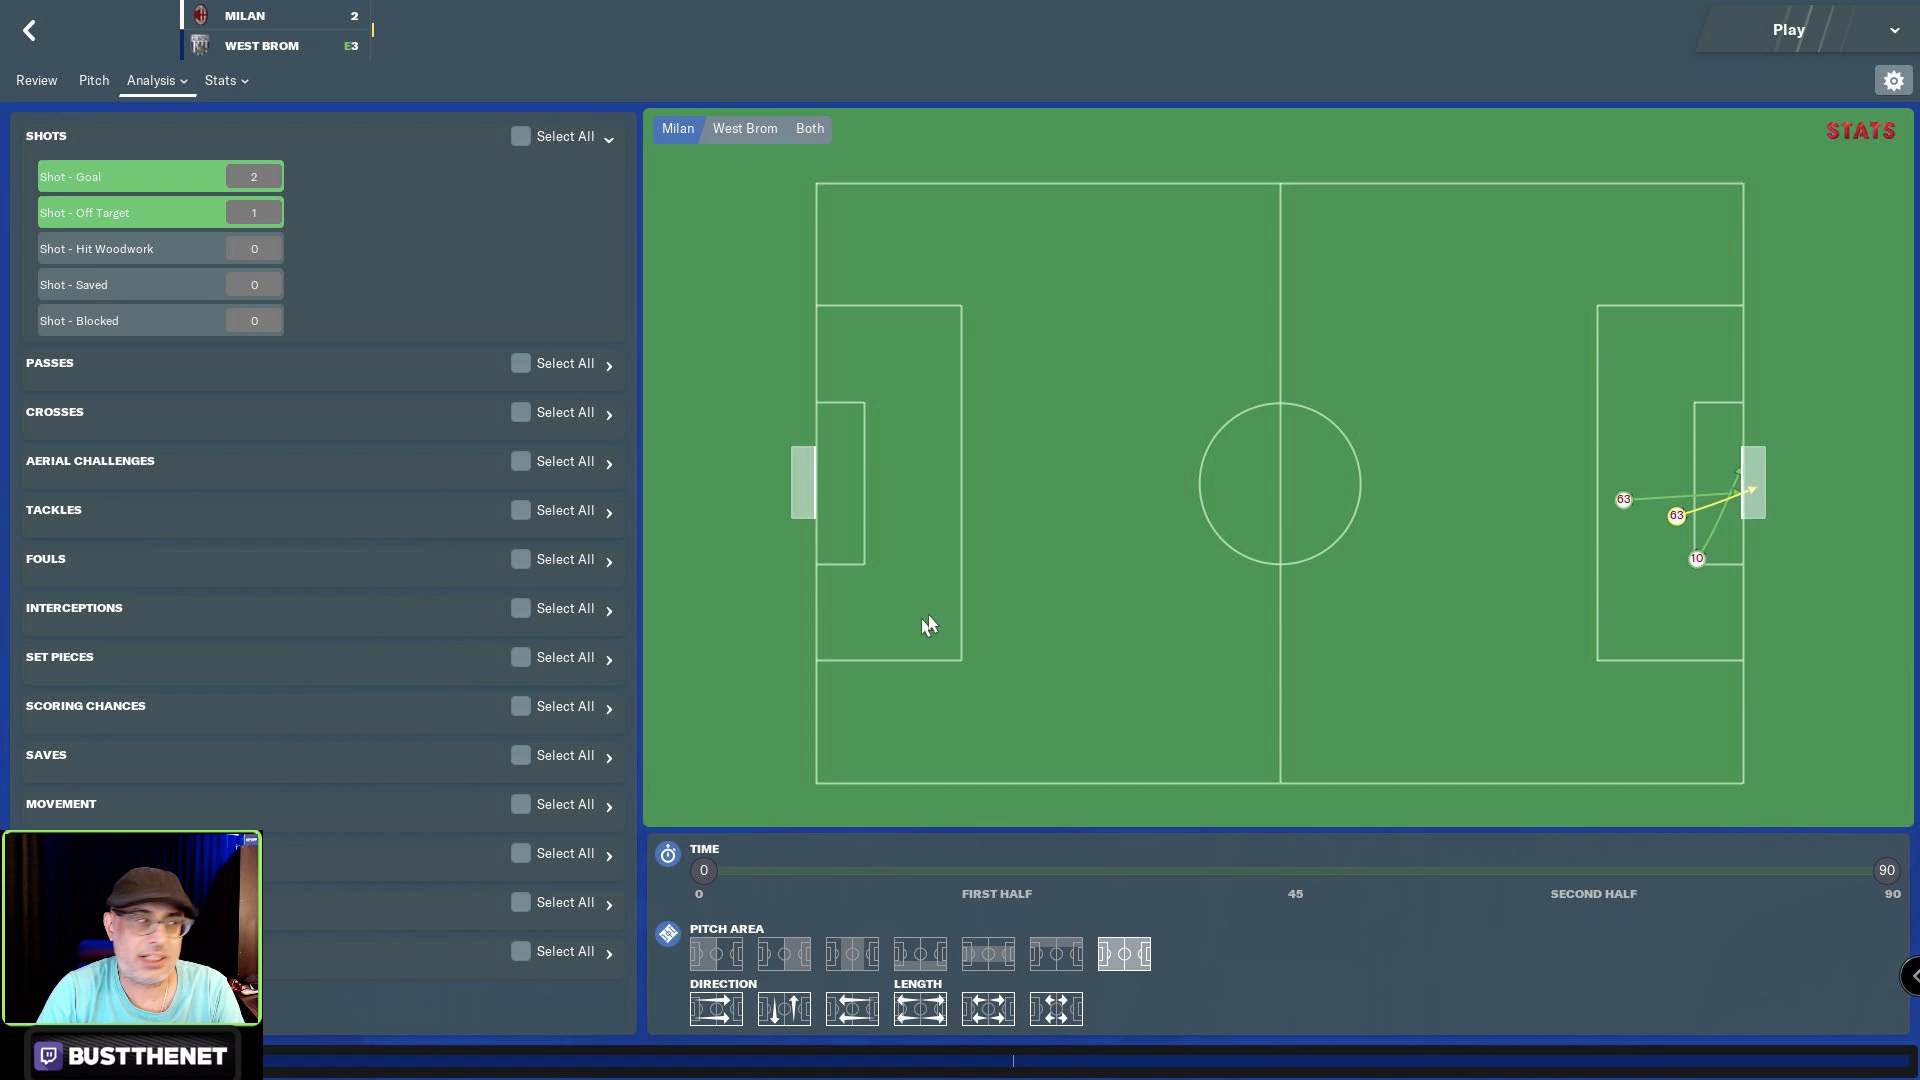 MILAN 2
WEST BROM E3
Play
Review Pitch Analysis Stats
SHOTS Select All
Shot - Goal 2
Shot - Off Target 1
Shot - Hit Woodwork 0
Shot - Saved 0
Shot - Blocked 0
PASSES Select All
CROSSES Select All
AERIAL CHALLENGES Select All
TACKLES Select All
FOULS Select All
INTERCEPTIONS Select All
SET PIECES Select All
SCORING CHANCES Select All
SAVES Select All
MOVEMENT Select All
Select All
Select All
Select All
BUSTTHENET
Milan West Brom Both
STATS
63
63
10
TIME
0 90
0 FIRST HALF 45 SECOND HALF 90
PITCH AREA
DIRECTION LENGTH